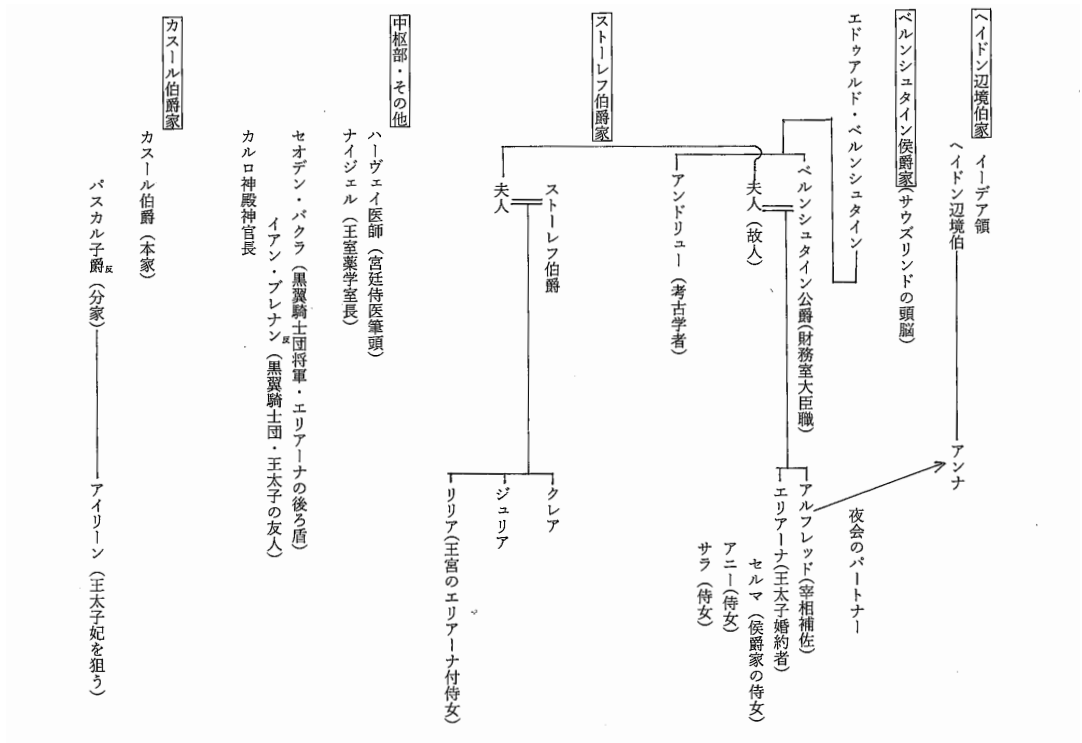 ヘイドン辺境伯家
イーデア領
ヘイドン辺境伯
アンナ
ベルンシュタイン侯爵家(サウズリンドの頭脳)
エドゥアルド・ベルンシュタイン
夜会のパートナー
ベルンシュタイン公爵(財務室大臣職)
夫人(故人)
アンドリュー(考古学者)
アルフレッド(宰相補佐)
エリアーナ(王太子婚約者)
セルマ(侯爵家の侍女)
アニー(侍女)
サラ(侍女)
ストーレフ伯爵家
ストーレフ伯爵
夫人
クレア
ジュリア
リリア(王宮のエリアーナ付侍女)
中枢部・その他
ハーヴェイ医師(宮廷侍医筆頭)
ナイジェル(王室薬学室長)
セオデン・バクラ(黒翼騎士団将軍・エリアーナの後ろ盾)
イアン・ブレナン反(黒翼騎士団・王太子の友人)
カルロ神殿神官長
カスール伯爵家
カスール伯爵(本家)
パスカル子爵反(分家)
アイリーン(王太子妃を狙う)